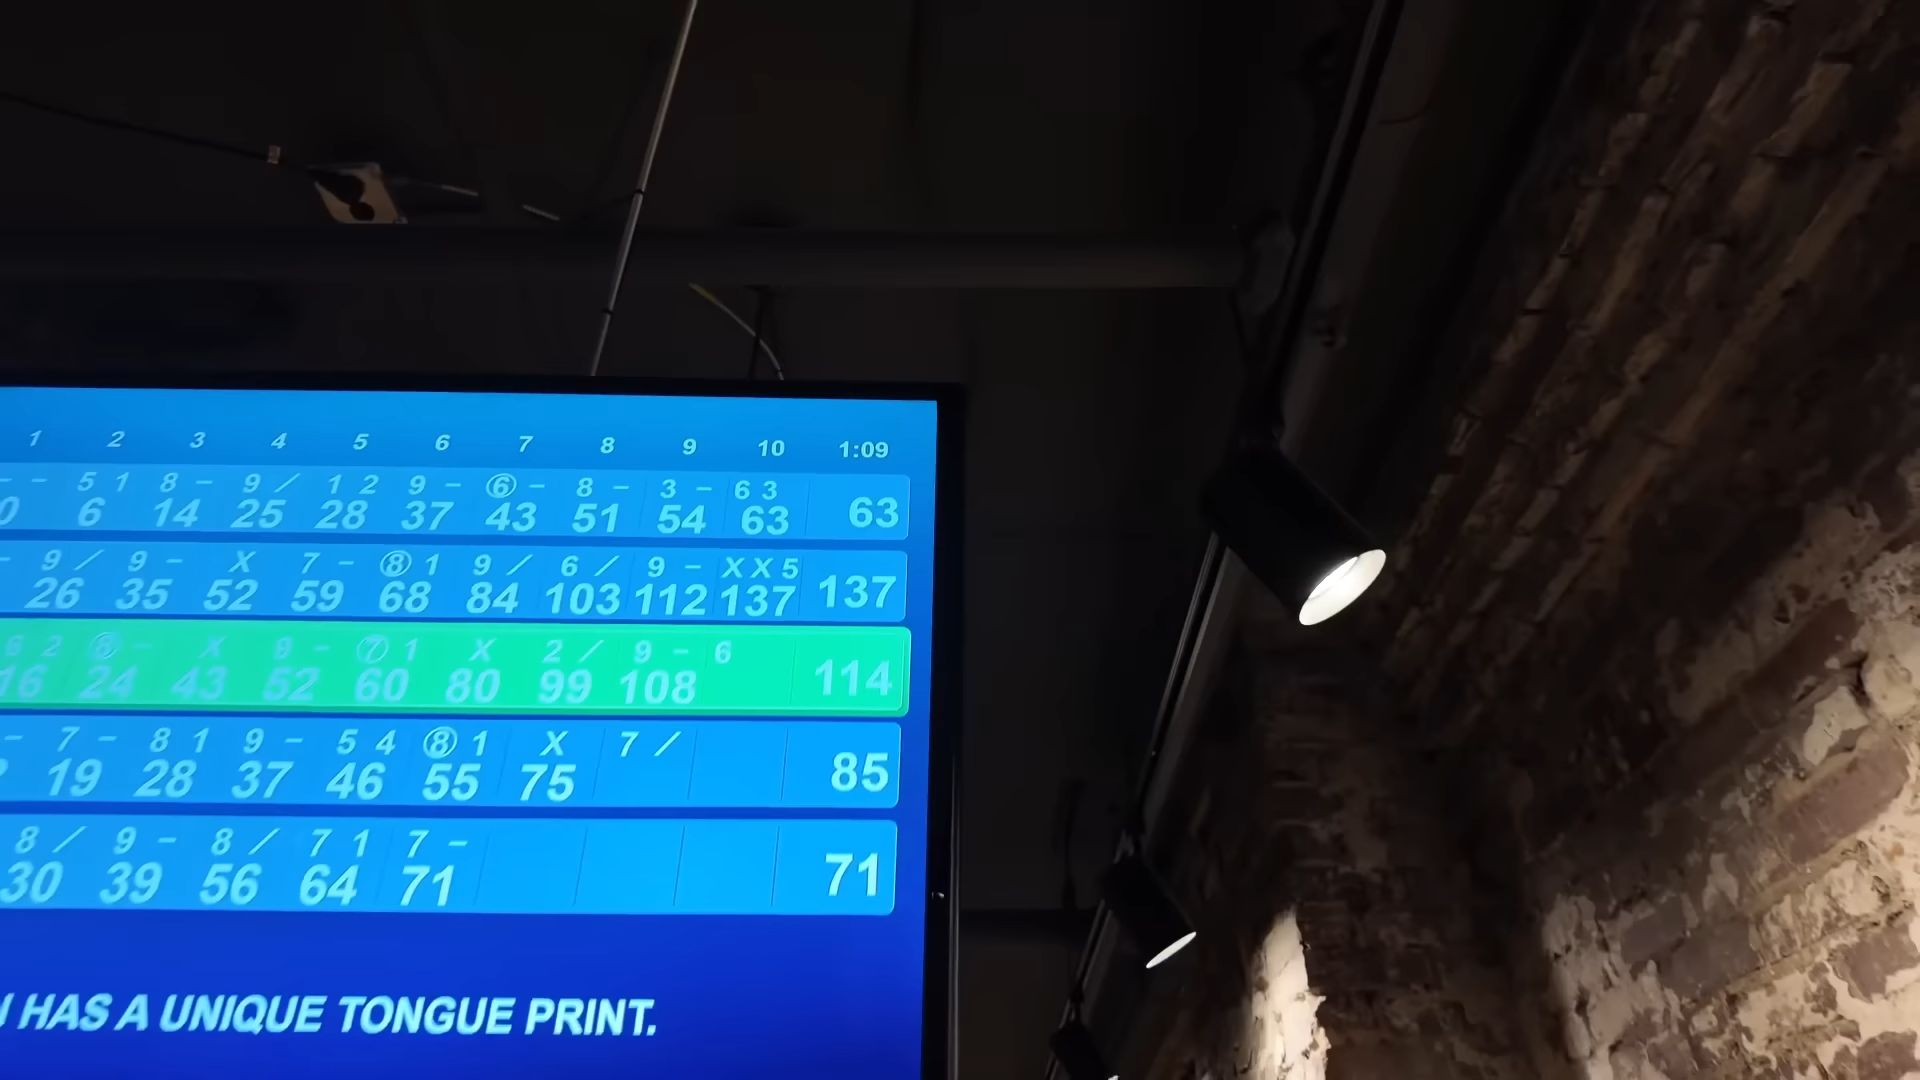 1 2 3 4 5 6 7 8 9 10 1:09
- - 5 1 8 - 9 / 1 2 9 - 6 - 8 - 3 - 6 3
0 6 14 25 28 37 43 51 54 63 63
- 9 / 9 - X 7 - 8 1 9 / 6 / 9 - X X 5
26 35 52 59 68 84 103 112 137 137
6 2 8 - X 9 - 7 1 X 2 / 9 - 6
16 24 43 52 60 80 99 108 114
- 7 - 8 1 9 - 5 4 8 1 X 7 /
19 28 37 46 55 75 85
8 / 9 - 8 / 7 1 7 -
30 39 56 64 71 71
HAS A UNIQUE TONGUE PRINT.